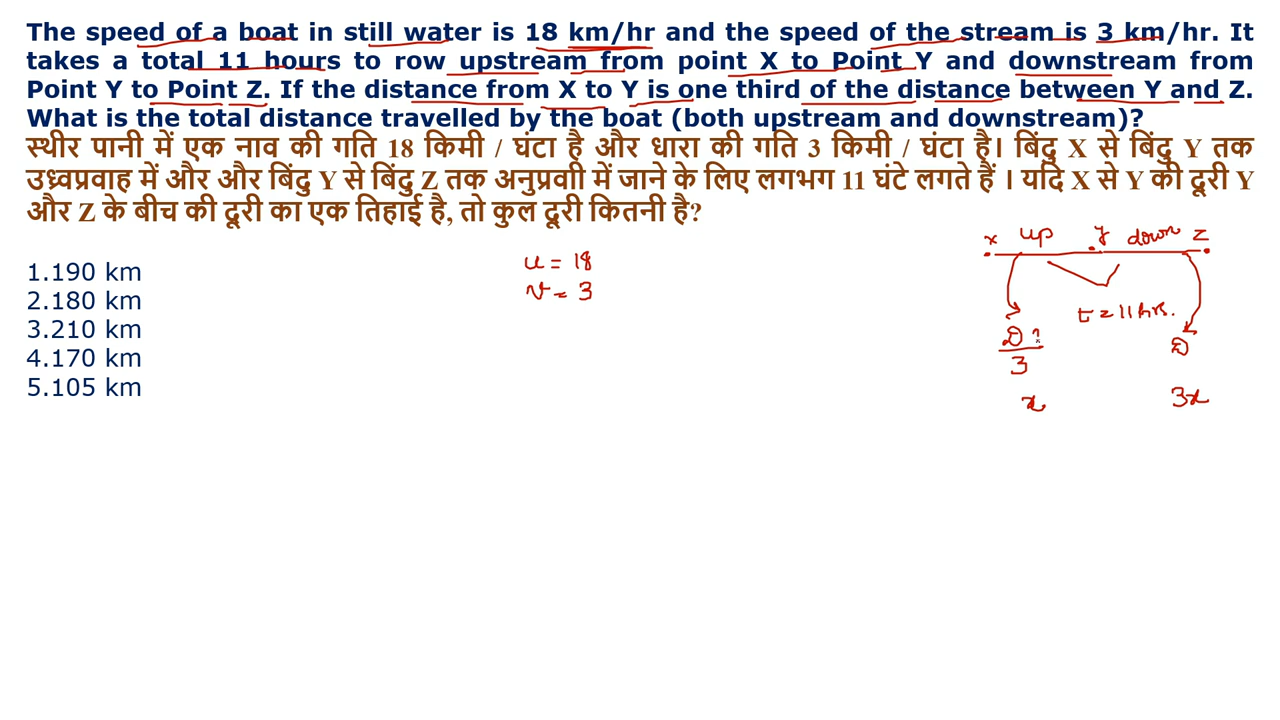 The speed of a boat in still water is 18 km/hr and the speed of the stream is 3 km/hr. It
takes a total 11 hours to row upstream from point X to Point Y and downstream from
Point Y to Point Z. If the distance from X to Y is one third of the distance between Y and Z.
What is the total distance travelled by the boat (both upstream and downstream)?
स्थीर पानी में एक नाव की गति 18 किमी / घंटा है और धारा की गति 3 किमी / घंटा है। बिंदु X से बिंदु Y तक
उध्र्वप्रवाह में और और बिंदु Y से बिंदु Z तक अनुप्रवाी में जाने के लिए लगभग 11 घंटे लगते हैं । यदि X से Y की दूरी Y
और Z के बीच की दूरी का एक तिहाई है, तो कुल दूरी कितनी है?
x up y down z
1.190 km
2.180 km
3.210 km
4.170 km
5.105 km
u = 18
v = 3
t = 11 hrs.
D
3
D
x
3x